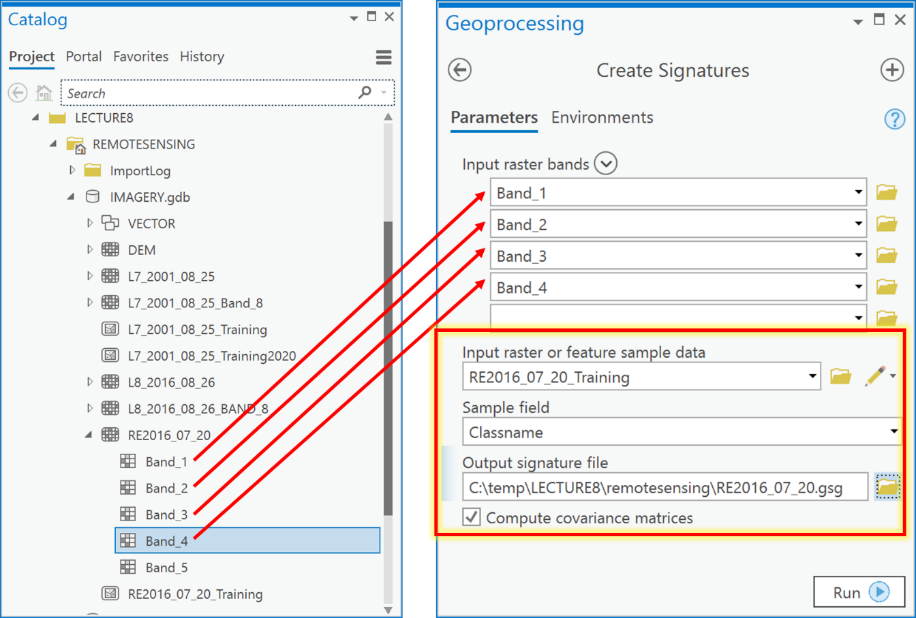 Catalog
Project Portal Favorites History
Search
LECTURE8
REMOTESENSING
ImportLog
IMAGERY.gdb
VECTOR
DEM
L7_2001_08_25
L7_2001_08_25_Band_8
L7_2001_08_25_Training
L7_2001_08_25_Training2020
L8_2016_08_26
L8_2016_08_26_BAND_8
RE2016_07_20
Band_1
Band_2
Band_3
Band_4
Band_5
RE2016_07_20_Training
Geoprocessing
Create Signatures
Parameters Environments
?
Input raster bands
Band_1
Band_2
Band_3
Band_4
Input raster or feature sample data
RE2016_07_20_Training
Sample field
Classname
Output signature file
C:\temp\LECTURE8\remotesensing\RE2016_07_20.gsg
Compute covariance matrices
Run